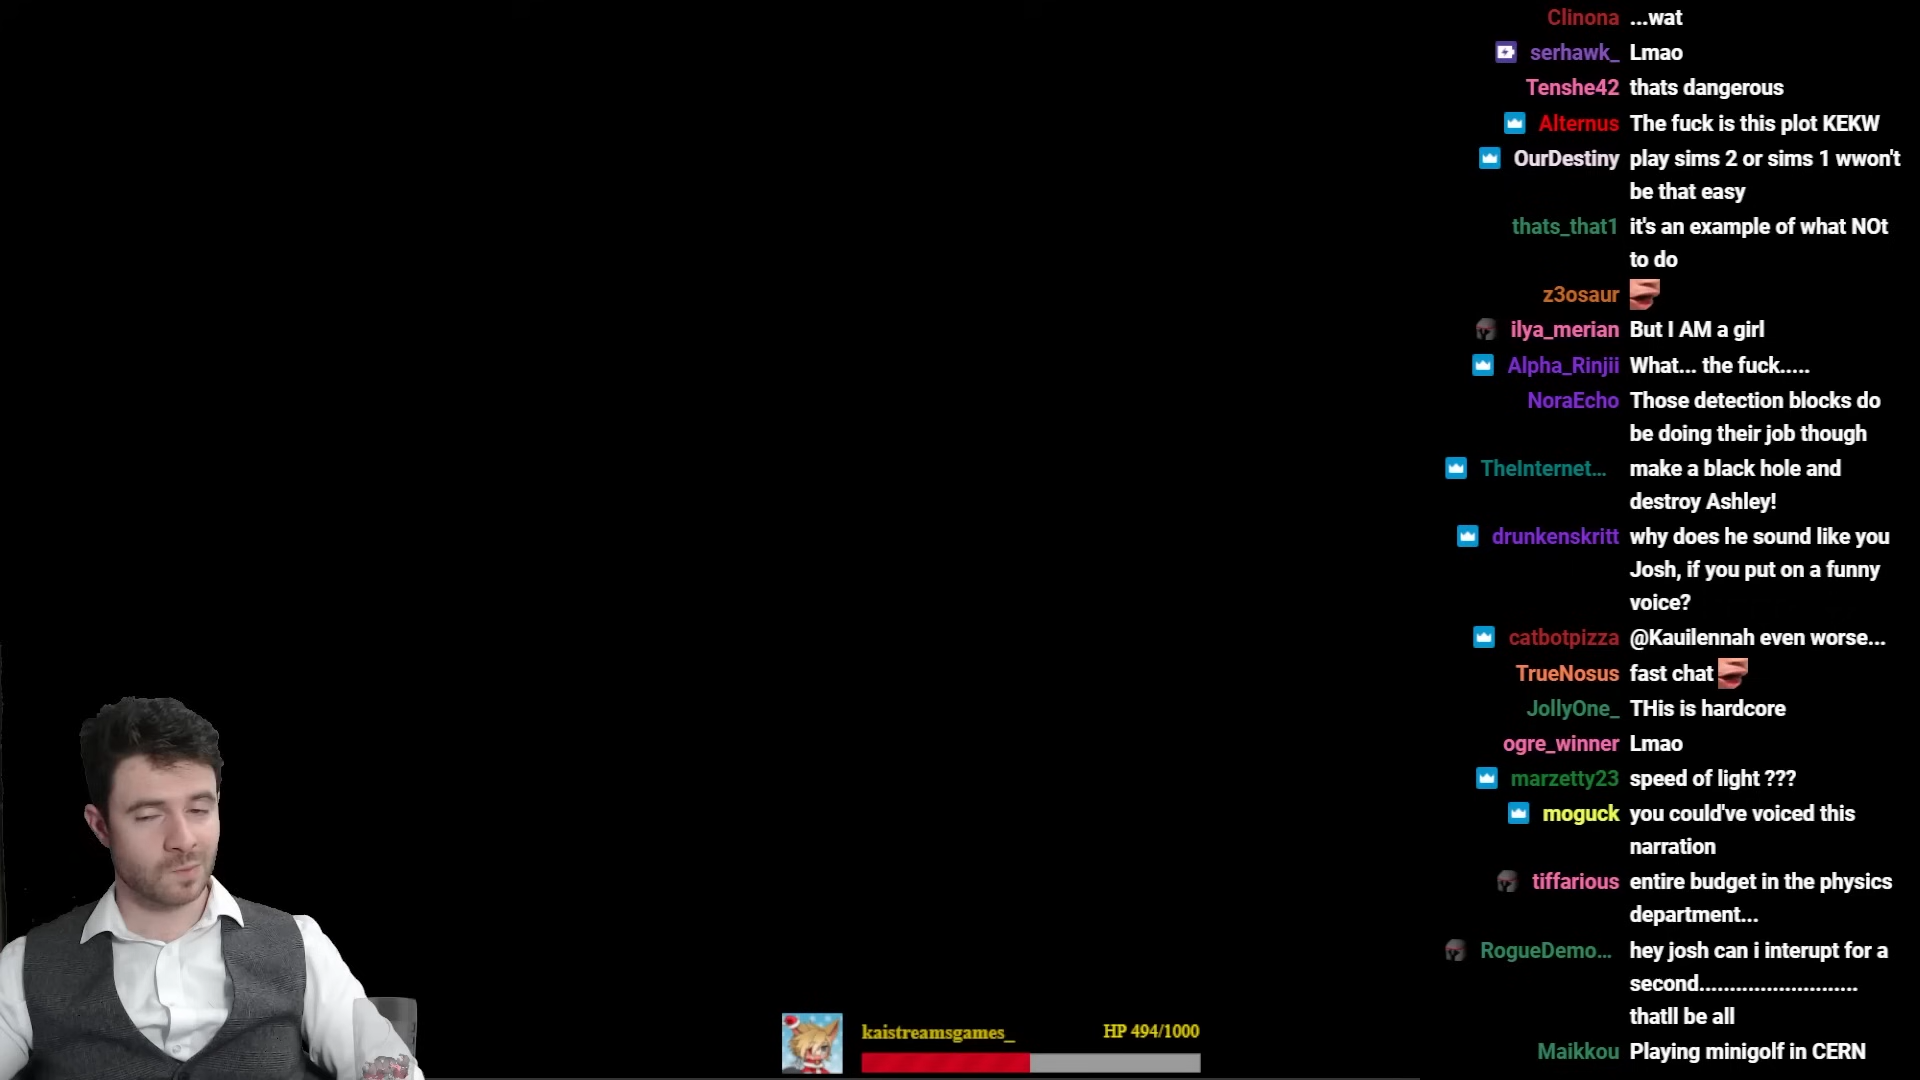 Clinona ...wat
serhawk_ Lmao
Tenshe42 thats dangerous
Alternus The fuck is this plot KEKW
OurDestiny play sims 2 or sims 1 wwon't
be that easy
thats_that1 it's an example of what NOt
to do
z3osaur
ilya_merian But I AM a girl
Alpha_Rinjii What... the fuck.....
NoraEcho Those detection blocks do
be doing their job though
TheInternet... make a black hole and
destroy Ashley!
drunkenskritt why does he sound like you
Josh, if you put on a funny
voice?
catbotpizza @Kauilennah even worse...
TrueNosus fast chat
JollyOne_ THis is hardcore
ogre_winner Lmao
marzetty23 speed of light ???
moguck you could've voiced this
narration
tiffarious entire budget in the physics
department...
RogueDemo... hey josh can i interupt for a
second..........................
thatll be all
Maikkou Playing minigolf in CERN
kaistreamsgames_ HP 494/1000